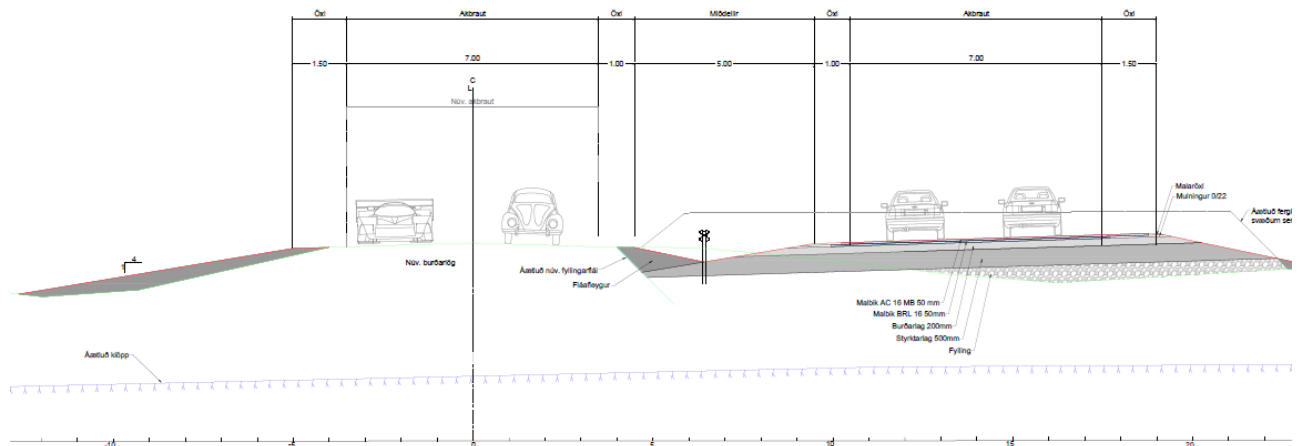 Öxl Akbraut Öxl Miðdeilir Öxl Akbraut Öxl
1.50 7.00 1.00 5.00 1.00 7.00 1.50
C
L
Núv. akbraut
Malaröxl
Mulningur 0/22
Áætluð fergi
svæðum se
4
1
Núv. burðarlög
Áætluð núv. fyllingarflái
Fláafleygur
Malbik AC 16 MB 50 mm
Malbik BRL 16 50mm
Burðarlag 200mm
Styrktarlag 500mm
Fylling
Áætluð klöpp
-10 -5 0 5 10 15 20